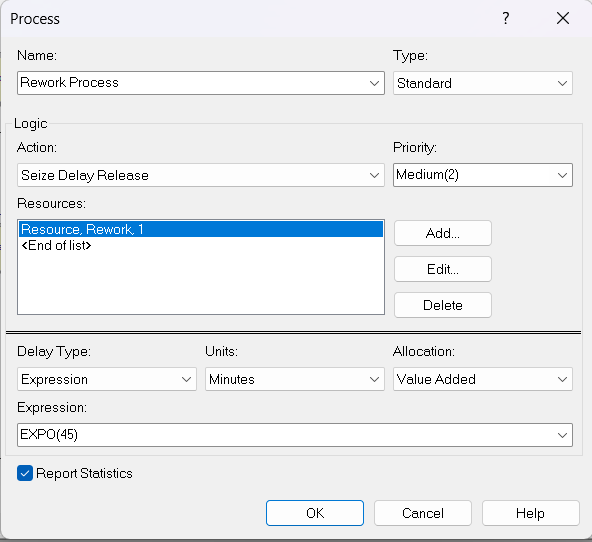 Process
?
Name:
Type:
Rework Process
Standard
Logic
Action:
Priority:
Seize Delay Release
Medium(2)
Resources:
Resource, Rework, 1
<End of list>
Add...
Edit...
Delete
Delay Type:
Units:
Allocation:
Expression
Minutes
Value Added
Expression:
EXPO(45)
Report Statistics
OK
Cancel
Help